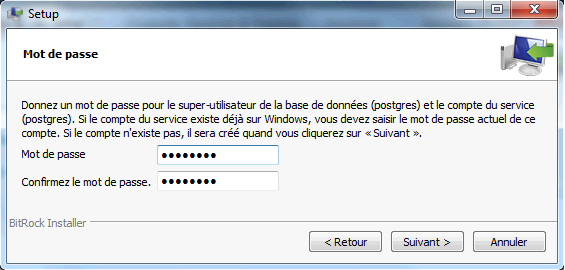 Setup
Mot de passe
Donnez un mot de passe pour le super-utilisateur de la base de données (postgres) et le compte du service
(postgres). Si le compte du service existe déjà sur Windows, vous devez saisir le mot de passe actuel de ce
compte. Si le compte n'existe pas, il sera créé quand vous cliquerez sur « Suivant ».
Mot de passe ••••••••
Confirmez le mot de passe. ••••••••
BitRock Installer
< Retour Suivant > Annuler